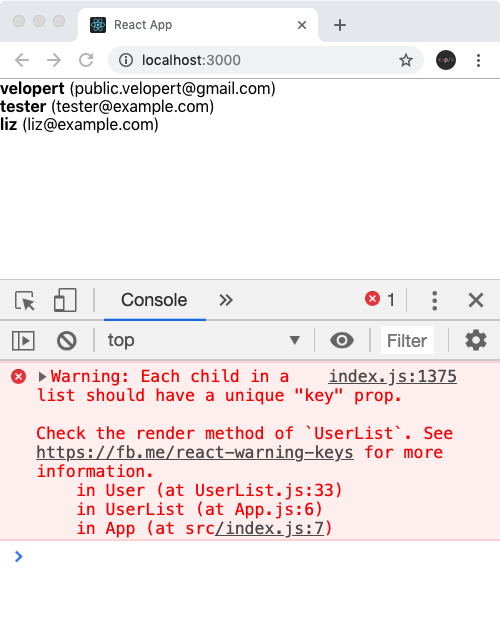 React App
localhost:3000
velopert (public.velopert@gmail.com)
tester (tester@example.com)
liz (liz@example.com)
Console
1
top
Filter
Warning: Each child in a index.js:1375
list should have a unique "key" prop.
Check the render method of `UserList`. See
https://fb.me/react-warning-keys for more
information.
in User (at UserList.js:33)
in UserList (at App.js:6)
in App (at src/index.js:7)